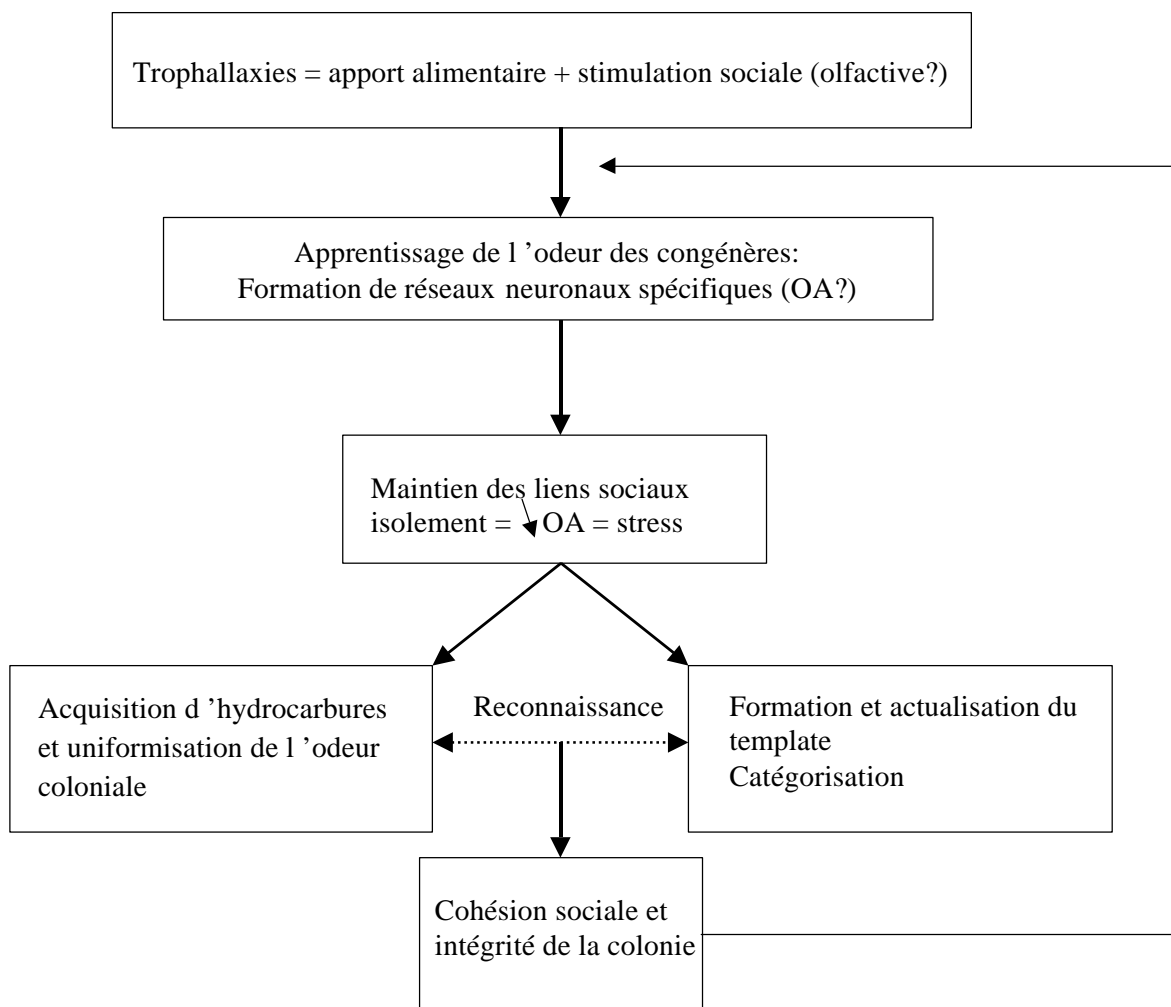 Trophallaxies = apport alimentaire + stimulation sociale (olfactive?)
Apprentissage de l ’odeur des congénères:
Formation de réseaux neuronaux spécifiques (OA?)
Maintien des liens sociaux
isolement = ↘ OA = stress
Acquisition d ’hydrocarbures
et uniformisation de l ’odeur
coloniale
Reconnaissance
Formation et actualisation du
template
Catégorisation
Cohésion sociale et
intégrité de la colonie